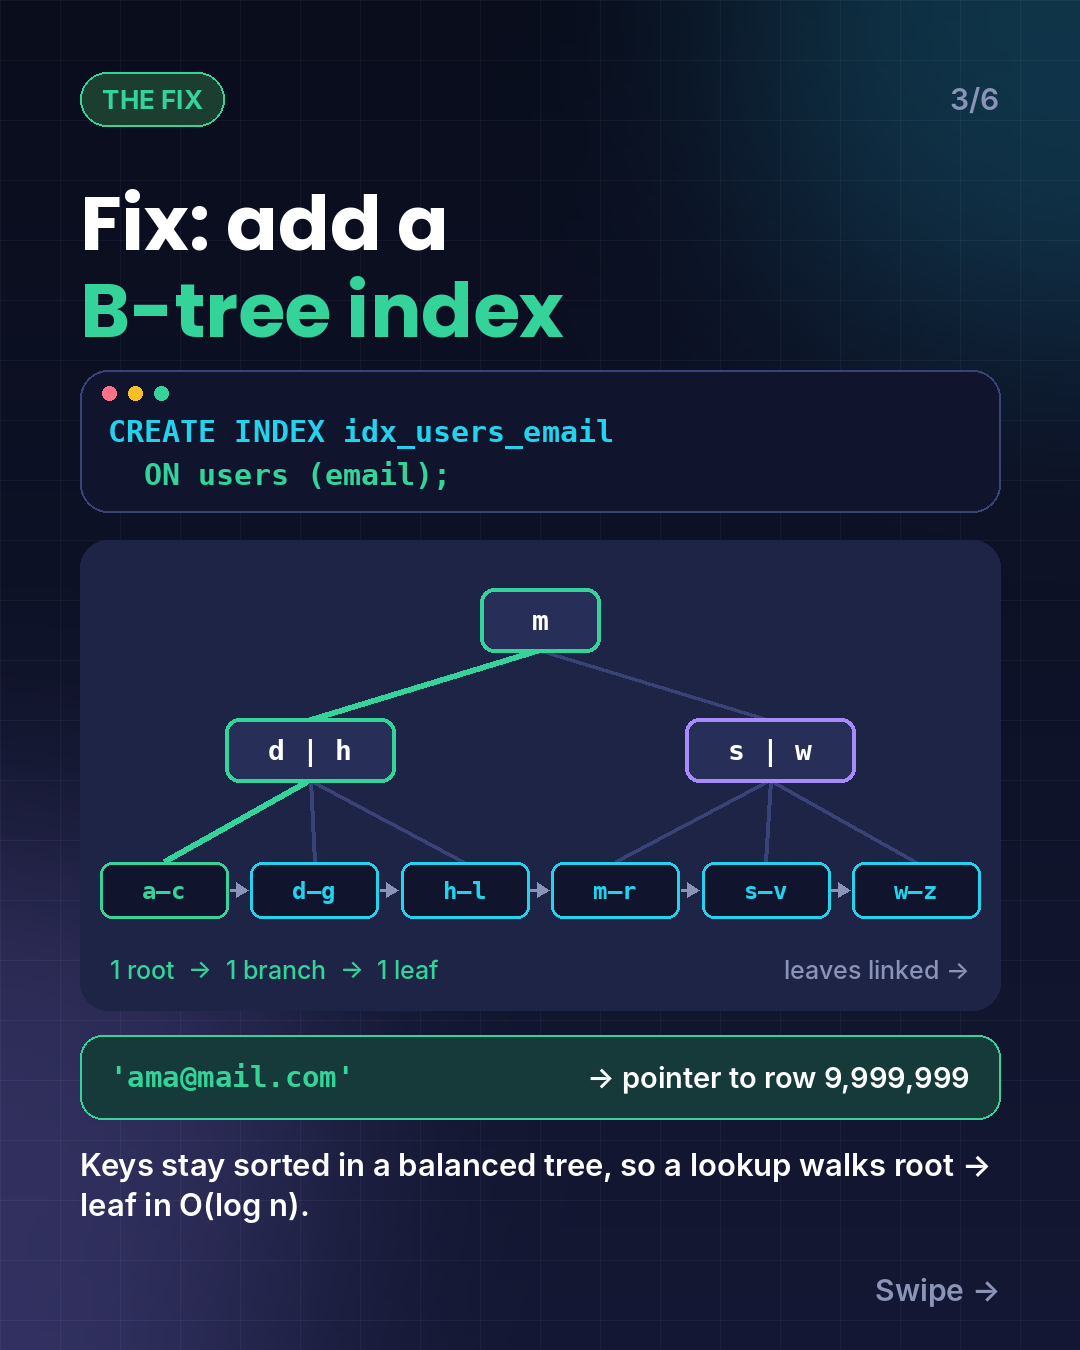 THE FIX
3/6
Fix: add a
B-tree index
CREATE INDEX idx_users_email
ON users (email);
m
d | h
s | w
a–c
d–g
h–l
m–r
s–v
w–z
1 root → 1 branch → 1 leaf
leaves linked →
'ama@mail.com'
→ pointer to row 9,999,999
Keys stay sorted in a balanced tree, so a lookup walks root →
leaf in O(log n).
Swipe →